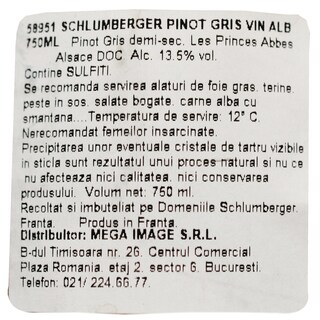 58951 SCHLUMBERGER PINOT GRIS VIN ALB
750ML Pinot Gris demi-sec. Les Princes Abbes
Alsace DOC. Alc. 13.5% vol.
Contine SULFITI.
Se recomanda servirea alaturi de foie gras, terine,
peste in sos, salate bogate, carne alba cu
smantana....Temperatura de servire: 12° C.
Nerecomandat femeilor insarcinate.
Precipitarea unor eventuale cristale de tartru vizibile
in sticla sunt rezultatul unui proces natural si nu ce
nu afecteaza nici calitatea, nici conservarea
produsului. Volum net: 750 ml.
Recoltat si imbuteliat pe Domeniile Schlumberger,
Franta. Produs in Franta.
Distribuitor: MEGA IMAGE S.R.L.
B-dul Timisoara nr. 26, Centrul Comercial
Plaza Romania, etaj 2, sector 6, Bucuresti.
Telefon: 021/ 224.66.77.